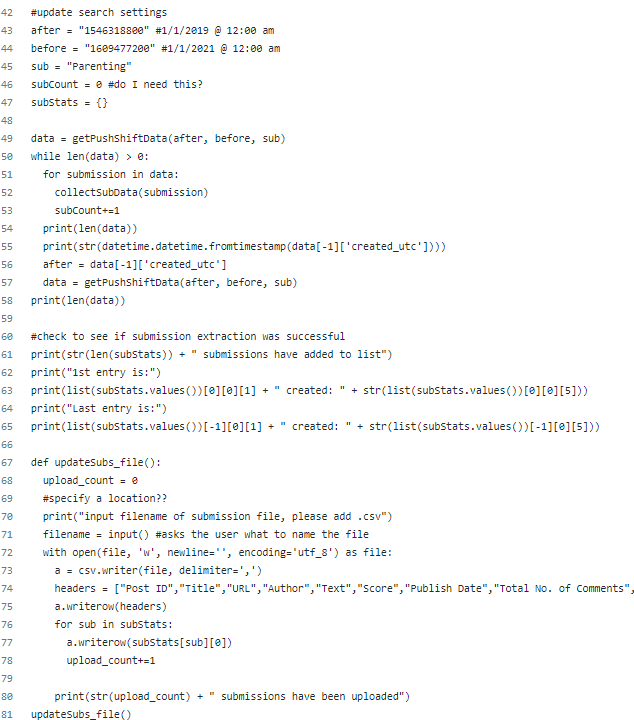 42 #update search settings
43 after = "1546318800" #1/1/2019 @ 12:00 am
44 before = "1609477200" #1/1/2021 @ 12:00 am
45 sub = "Parenting"
46 subCount = 0 #do I need this?
47 subStats = {}
48
49 data = getPushShiftData(after, before, sub)
50 while len(data) > 0:
51   for submission in data:
52     collectSubData(submission)
53     subCount+=1
54   print(len(data))
55   print(str(datetime.datetime.fromtimestamp(data[-1]['created_utc'])))
56   after = data[-1]['created_utc']
57   data = getPushShiftData(after, before, sub)
58 print(len(data))
59
60 #check to see if submission extraction was successful
61 print(str(len(subStats)) + " submissions have added to list")
62 print("1st entry is:")
63 print(list(subStats.values())[0][0][1] + " created: " + str(list(subStats.values())[0][0][5]))
64 print("Last entry is:")
65 print(list(subStats.values())[-1][0][1] + " created: " + str(list(subStats.values())[-1][0][5]))
66
67 def updateSubs_file():
68   upload_count = 0
69   #specify a location??
70   print("input filename of submission file, please add .csv")
71   filename = input() #asks the user what to name the file
72   with open(file, 'w', newline='', encoding='utf_8') as file:
73     a = csv.writer(file, delimiter=',')
74     headers = ["Post ID","Title","URL","Author","Text","Score","Publish Date","Total No. of Comments",
75     a.writerow(headers)
76     for sub in subStats:
77       a.writerow(subStats[sub][0])
78       upload_count+=1
79
80     print(str(upload_count) + " submissions have been uploaded")
81 updateSubs_file()